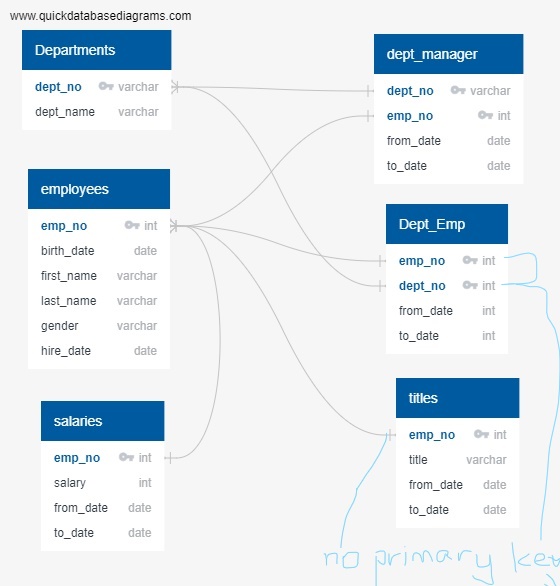 www.quickdatabasediagrams.com
Departments
dept_no varchar
dept_name varchar
employees
emp_no int
birth_date date
first_name varchar
last_name varchar
gender varchar
hire_date date
salaries
emp_no int
salary int
from_date date
to_date date
dept_manager
dept_no varchar
emp_no int
from_date date
to_date date
Dept_Emp
emp_no int
dept_no int
from_date int
to_date int
titles
emp_no int
title varchar
from_date date
to_date date
no primary key